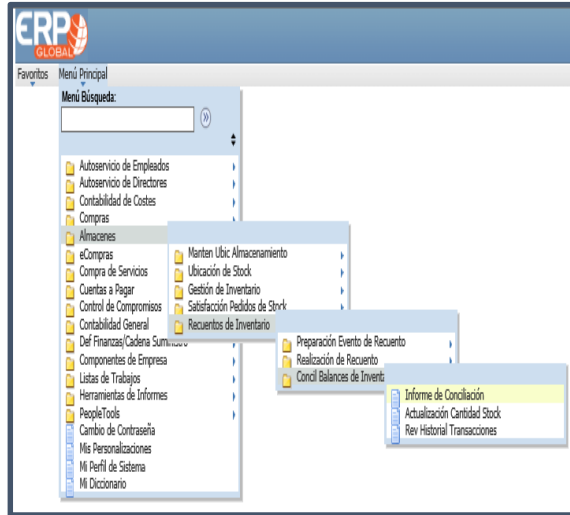 ERP
GLOBAL
Favoritos Menú Principal
Menú Búsqueda:
Autoservicio de Empleados
Autoservicio de Directores
Contabilidad de Costes
Compras
Almacenes
eCompras
Compra de Servicios
Cuentas a Pagar
Control de Compromisos
Contabilidad General
Def Finanzas/Cadena Suministro
Componentes de Empresa
Listas de Trabajos
Herramientas de Informes
PeopleTools
Cambio de Contraseña
Mis Personalizaciones
Mi Perfil de Sistema
Mi Diccionario
Manten Ubic Almacenamiento
Ubicación de Stock
Gestión de Inventario
Satisfacción Pedidos de Stock
Recuentos de Inventario
Preparación Evento de Recuento
Realización de Recuento
Concil Balances de Inventa
Informe de Conciliación
Actualización Cantidad Stock
Rev Historial Transacciones